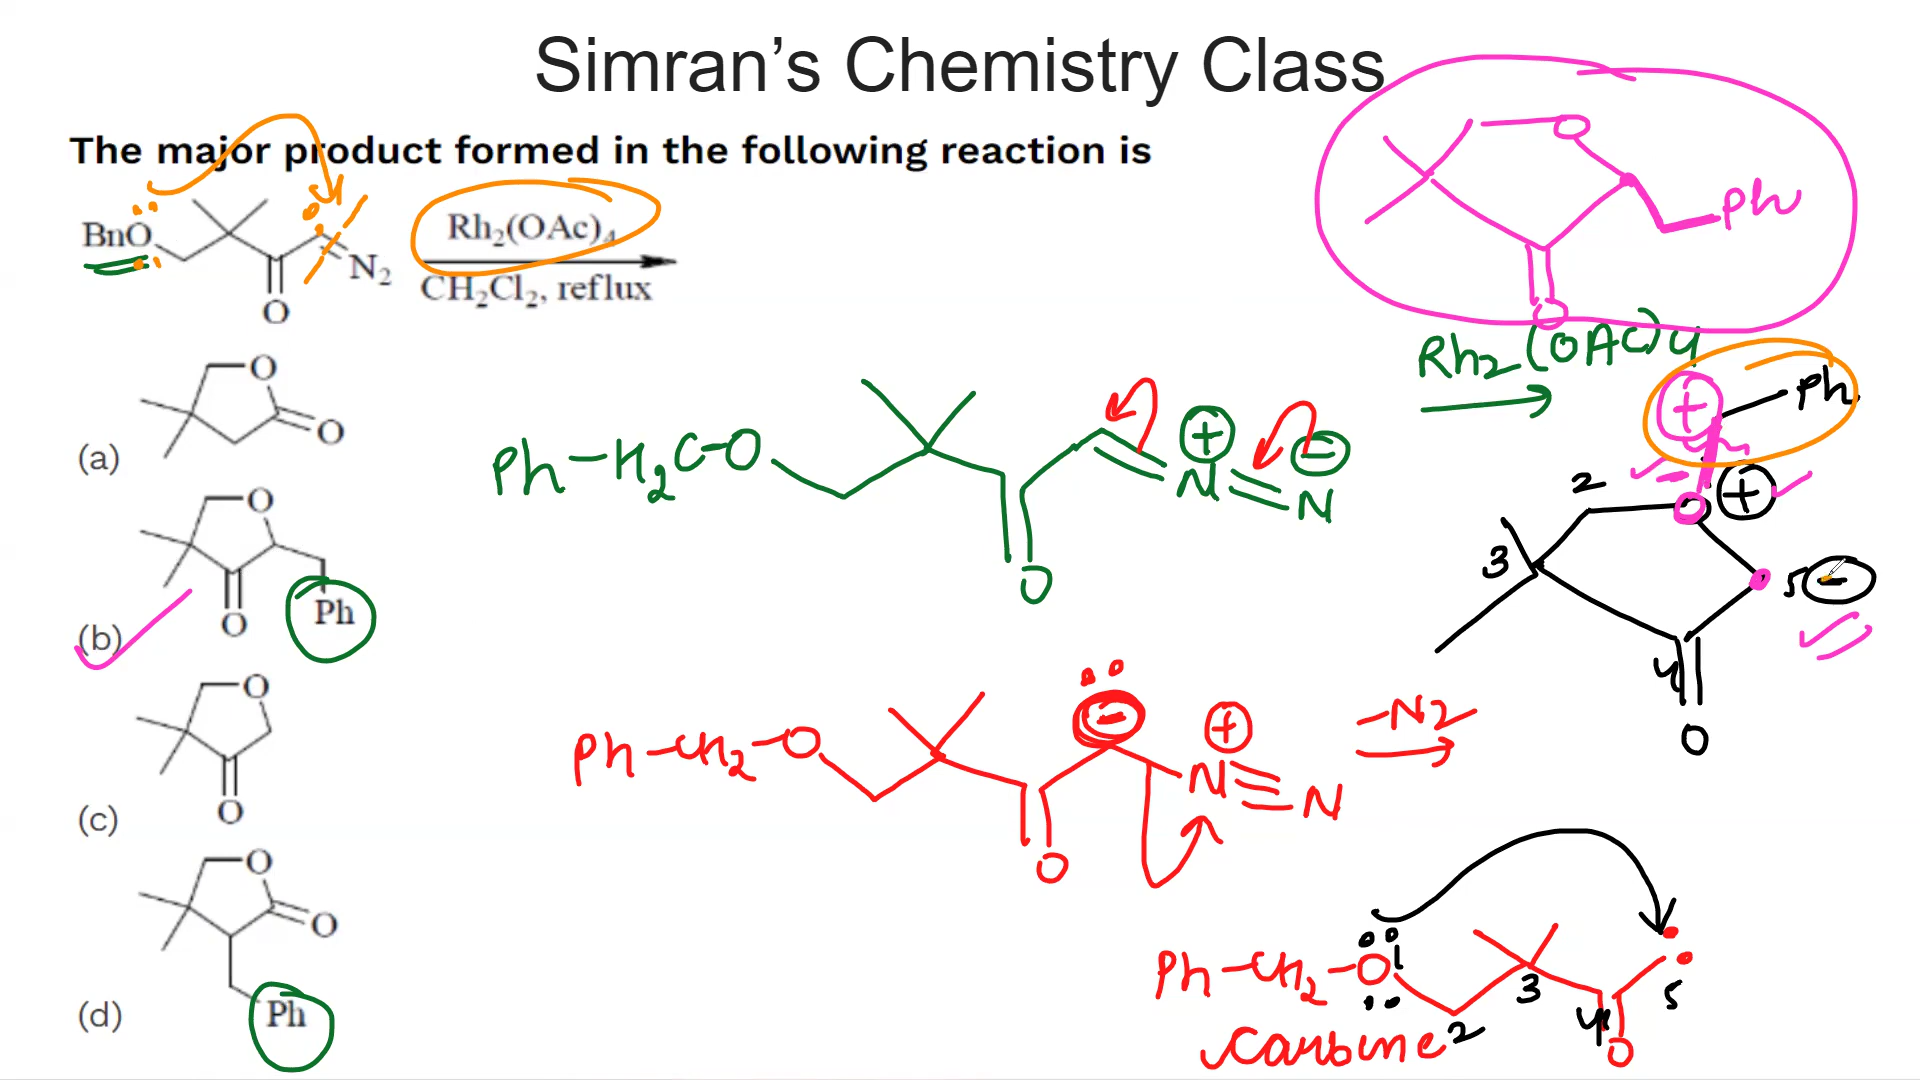 Simran's Chemistry Class
The major product formed in the following reaction is
BnO
N2
O
Rh2(OAc)4
CH2Cl2, reflux
(a)
O
O
(b)
O
O
Ph
(c)
O
O
(d)
O
O
Ph
O
Ph
O
Rh2(OAc)4
Ph-H2C-O
O
+
N=N
-
+
Ph
2
O
+
3
5
-
4
O
Ph-CH2-O
-
+
N≡N
O
-N2
Ph-CH2-O
1
2
3
4
5
O
Carbine